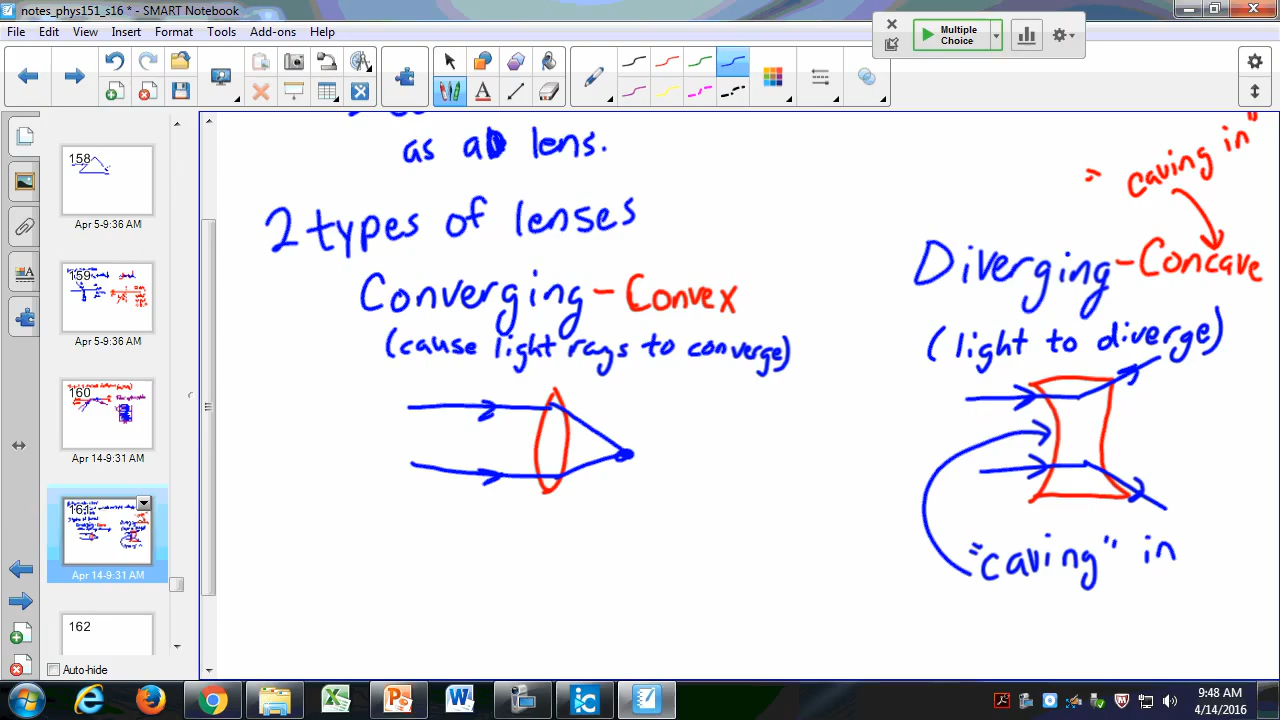 notes_phys151_s16 * - SMART Notebook
File Edit View Insert Format Tools Add-ons Help
Multiple
Choice
158
Apr 5-9:36 AM
159
Apr 5-9:36 AM
160
Apr 14-9:31 AM
161
Apr 14-9:31 AM
162
Auto-hide
as a lens.
2 types of lenses
Converging - Convex
(cause light rays to converge)
"caving in"
Diverging - Concave
(light to diverge)
"caving" in
9:48 AM
4/14/2016